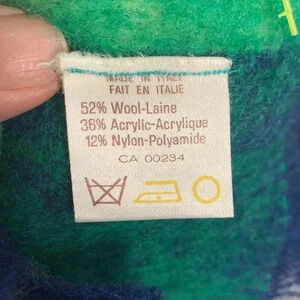 MADE IN ITALY
FAIT EN ITALIE
52% Wool-Laine
36% Acrylic-Acrylique
12% Nylon-Polyamide
CA 00234